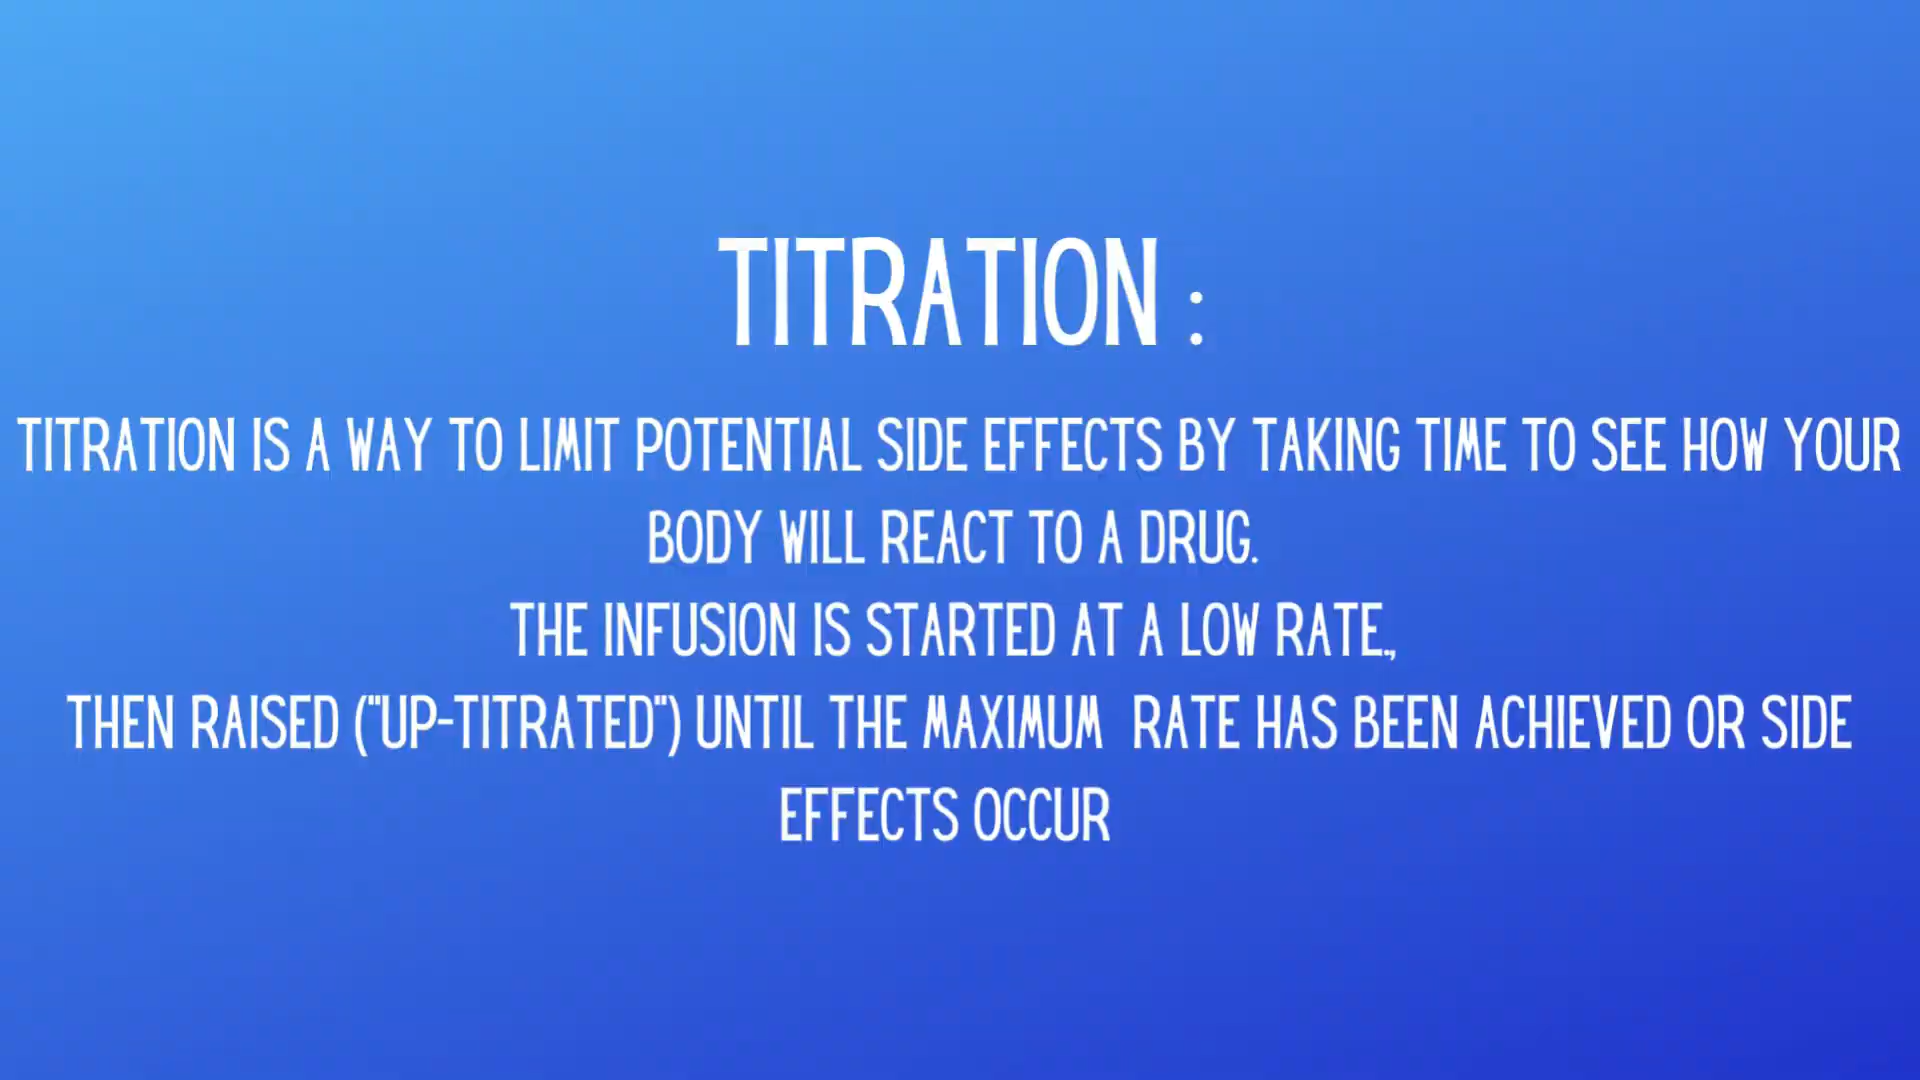 TITRATION :
TITRATION IS A WAY TO LIMIT POTENTIAL SIDE EFFECTS BY TAKING TIME TO SEE HOW YOUR
BODY WILL REACT TO A DRUG.
THE INFUSION IS STARTED AT A LOW RATE.,
THEN RAISED ("UP-TITRATED") UNTIL THE MAXIMUM  RATE HAS BEEN ACHIEVED OR SIDE
EFFECTS OCCUR